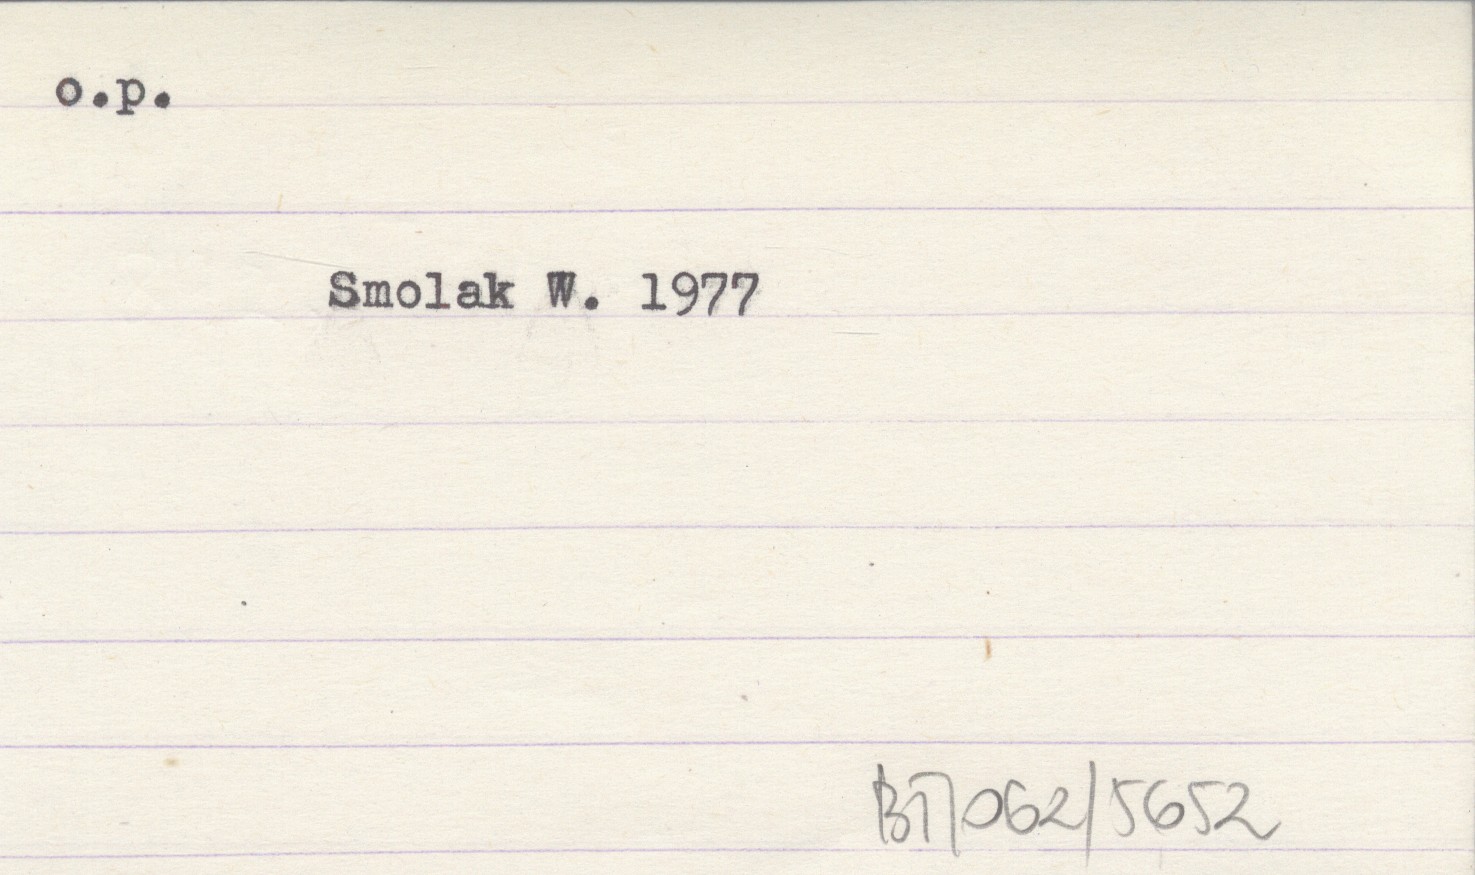 o.p.
Smolak W. 1977
BT/062/5652